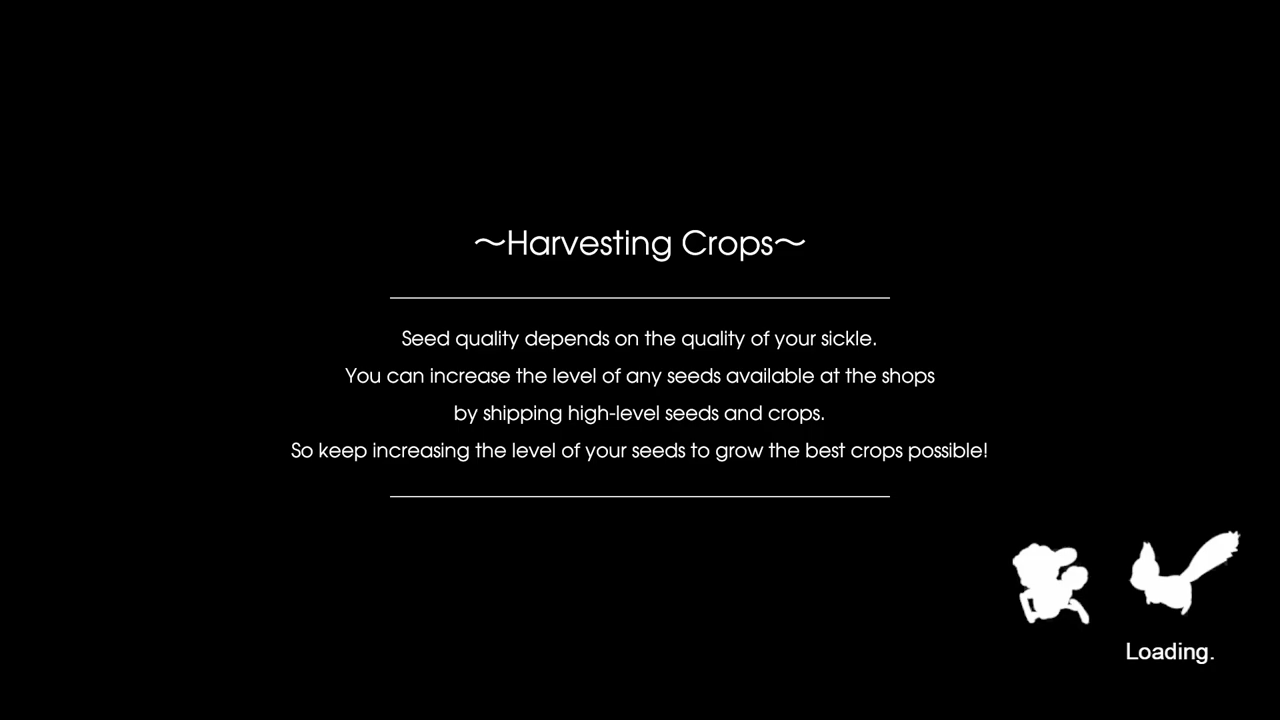 〜Harvesting Crops〜
Seed quality depends on the quality of your sickle.
You can increase the level of any seeds available at the shops
by shipping high-level seeds and crops.
So keep increasing the level of your seeds to grow the best crops possible!
Loading.